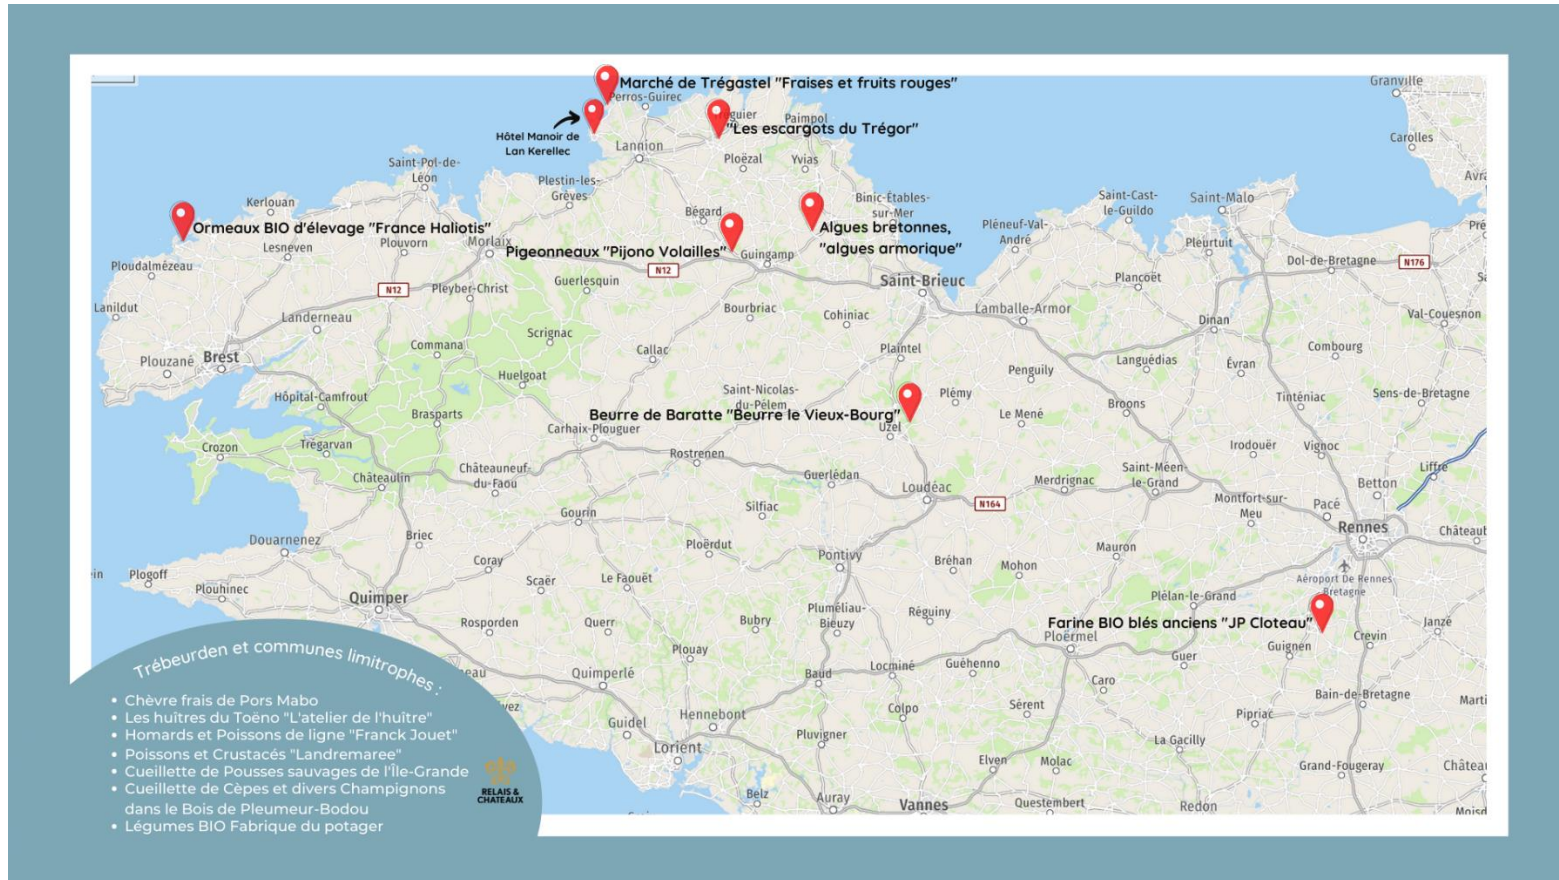 Granville
Marché de Trégastel "Fraises et fruits rouges"
Perros-Guirec
Hôtel Manoir de
Lan Kerellec
Paimpol
"Les escargots du Trégor"
Carolles
Lannion
Saint-Pol-de-
Léon
Ploëzal
Yvias
Plestin-les-
Grèves
Kerlouan
Bégard
Binic-Étables-
sur-Mer
Saint-Cast-
le-Guildo
Saint-Malo
Ormeaux BIO d'élevage "France Haliotis"
Lesneven
Plouvorn
Morlaix
Pigeonneaux "Pijono Volailles"
Guingamp
Algues bretonnes,
"algues armorique"
Pléneuf-Val-
André
Pleurtuit
Dol-de-Bretagne
N176
Ploudalmézeau
N12
N12
Guerlesquin
Saint-Brieuc
Plancoët
Lanildut
Pleyber-Christ
Landerneau
Bourbriac
Cohiniac
Lamballe-Armor
Dinan
Val-Couesnon
Plouzané
Brest
Commana
Scrignac
Callac
Plaintel
Penguily
Languédias
Évran
Combourg
Huelgoat
Hôpital-Camfrout
Brasparts
Saint-Nicolas-
du-Pélem
Beurre de Baratte "Beurre le Vieux-Bourg"
Plémy
Le Mené
Broons
Tinténiac
Sens-de-Bretagne
Carhaix-Plouguer
Uzel
Crozon
Trégarvan
Châteaulin
Châteauneuf-
du-Faou
Rostrenen
Guerlédan
Loudéac
N164
Merdrignac
Saint-Méen-
le-Grand
Irodouër
Vignoc
Liffré
Betton
Montfort-sur-
Meu
Pacé
Rennes
Gourin
Silfiac
Douarnenez
Briec
Coray
Ploërdut
Pontivy
Bréhan
Mohon
Mauron
Aéroport De Rennes
Bretagne
Plogoff
Plouhinec
Quimper
Scaër
Le Faouët
Plélan-le-Grand
Rosporden
Querr
Bubry
Pluméliau-
Bieuzy
Réguiny
Farine BIO blés anciens "JP Cloteau"
Ploërmel
Guer
Guignen
Crevin
Janzé
Plouay
Quimperlé
Baud
Locminé
Guéhenno
Caro
Bain-de-Bretagne
Guidel
Hennebont
Colpo
Sérent
Pipriac
Lorient
Pluvigner
La Gacilly
Elven
Molac
Grand-Fougeray
Belz
Auray
Vannes
Questembert
Redon
Trébeurden et communes limitrophes :
• Chèvre frais de Pors Mabo
• Les huîtres du Toëno "L'atelier de l'huître"
• Homards et Poissons de ligne "Franck Jouet"
• Poissons et Crustacés "Landremaree"
• Cueillette de Pousses sauvages de l'Île-Grande
• Cueillette de Cèpes et divers Champignons
dans le Bois de Pleumeur-Bodou
• Légumes BIO Fabrique du potager
RELAIS &
CHATEAUX